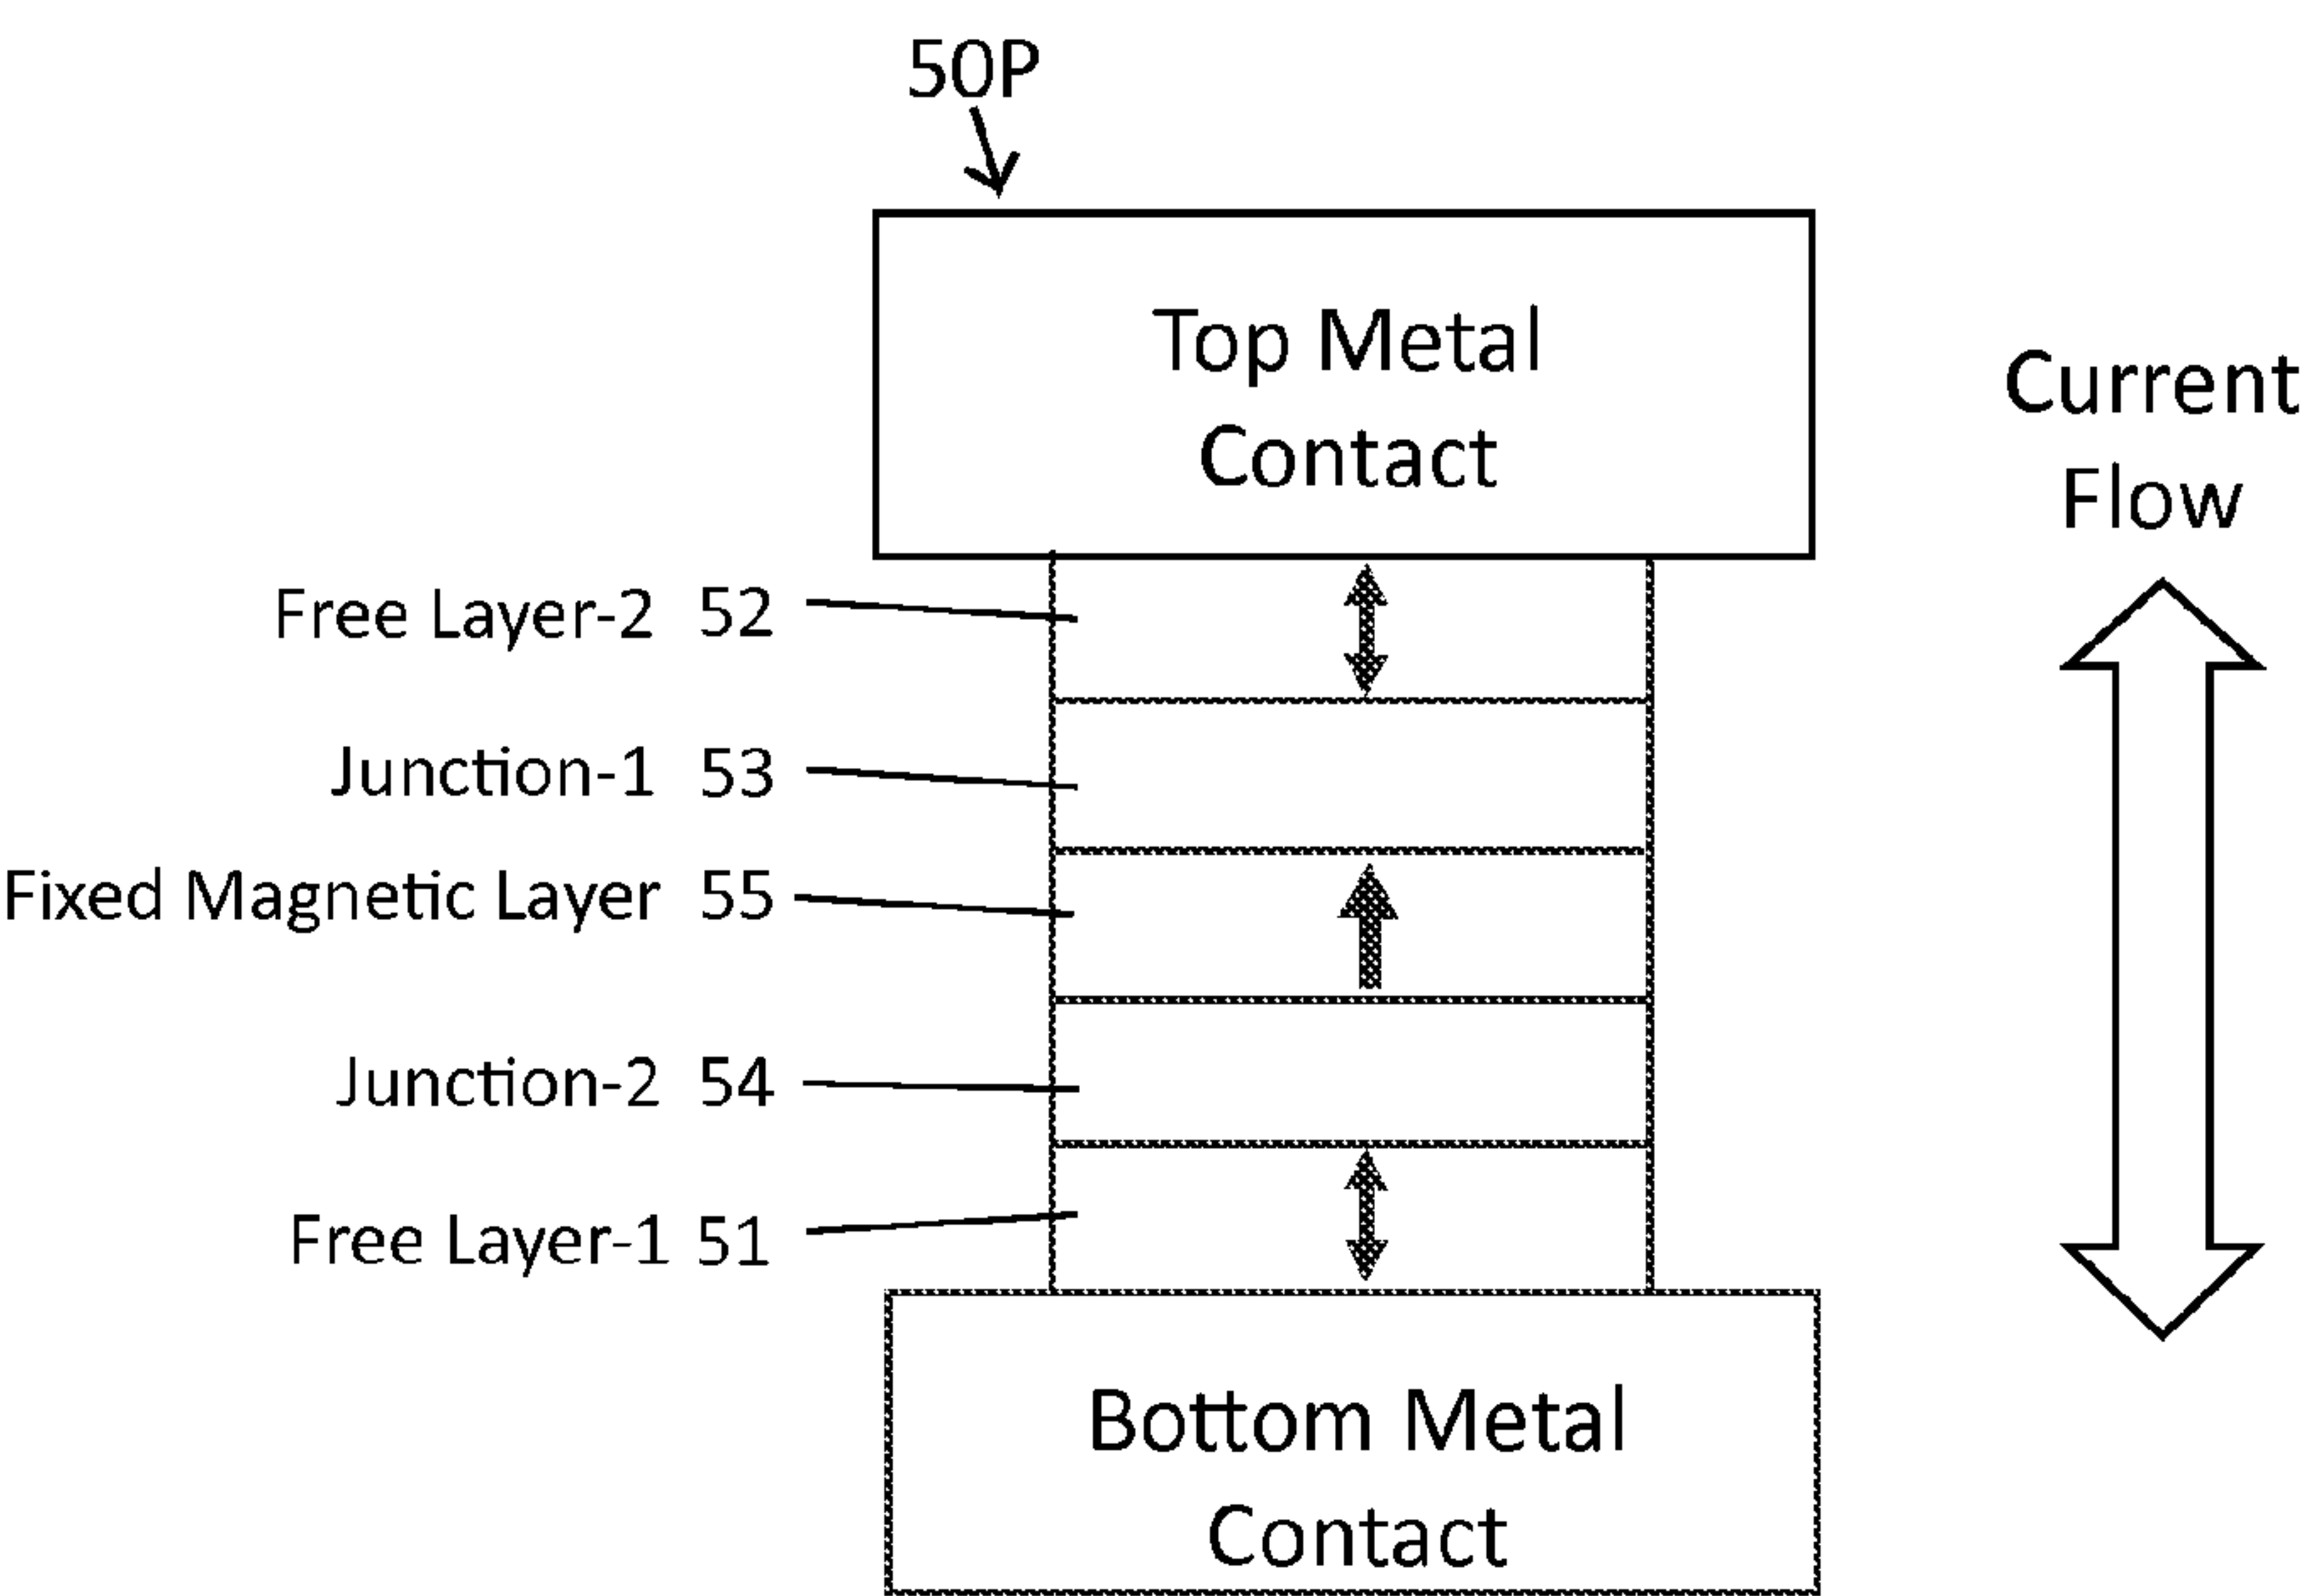 50P
Top Metal
Contact
Current
Flow
Free Layer-2 52
Junction-1 53
Fixed Magnetic Layer 55
Junction-2 54
Free Layer-1 51
Bottom Metal
Contact